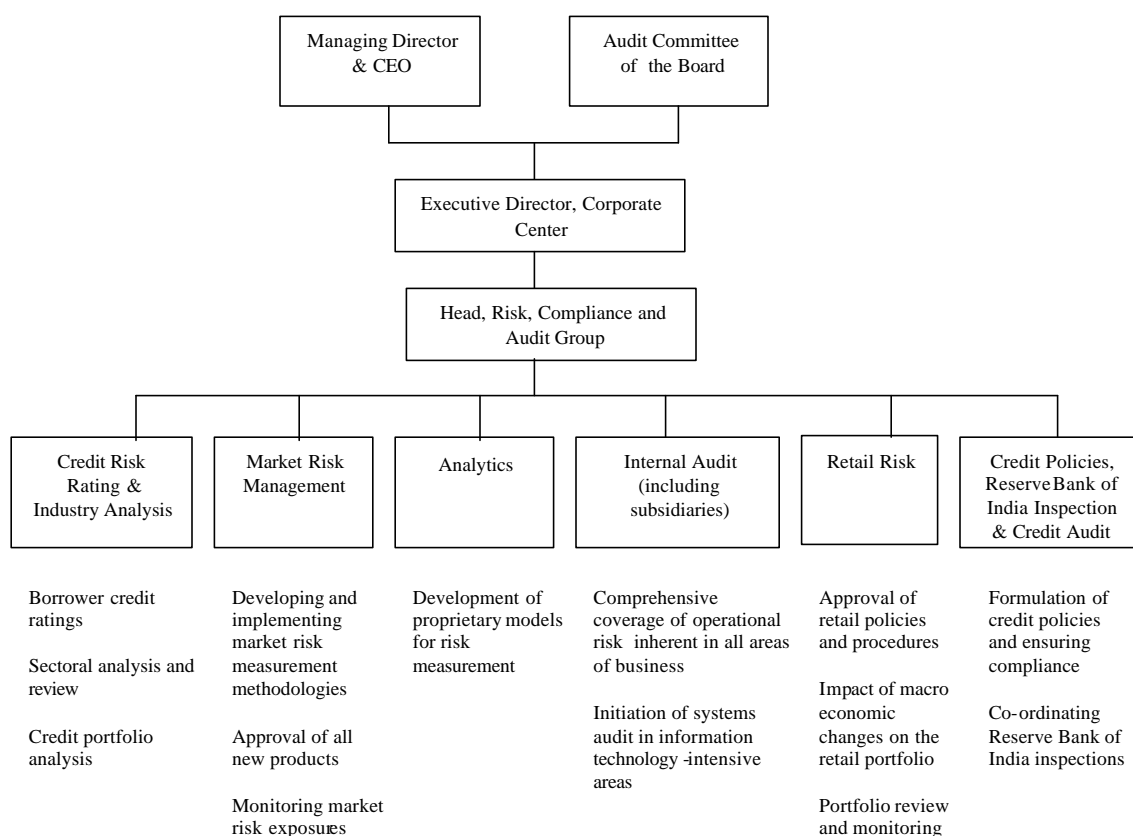 Managing Director
& CEO
Audit Committee
of the Board
Executive Director, Corporate
Center
Head, Risk, Compliance and
Audit Group
Credit Risk
Rating &
Industry Analysis
Market Risk
Management
Analytics
Internal Audit
(including
subsidiaries)
Retail Risk
Credit Policies,
Reserve Bank of
India Inspection
& Credit Audit
Borrower credit
ratings
Sectoral analysis and
review
Credit portfolio
analysis
Developing and
implementing
market risk
measurement
methodologies
Approval of all
new products
Monitoring market
risk exposures
Development of
proprietary models
for risk
measurement
Comprehensive
coverage of operational
risk inherent in all areas
of business
Initiation of systems
audit in information
technology -intensive
areas
Approval of
retail policies
and procedures
Impact of macro
economic
changes on the
retail portfolio
Portfolio review
and monitoring
Formulation of
credit policies
and ensuring
compliance
Co-ordinating
Reserve Bank of
India inspections